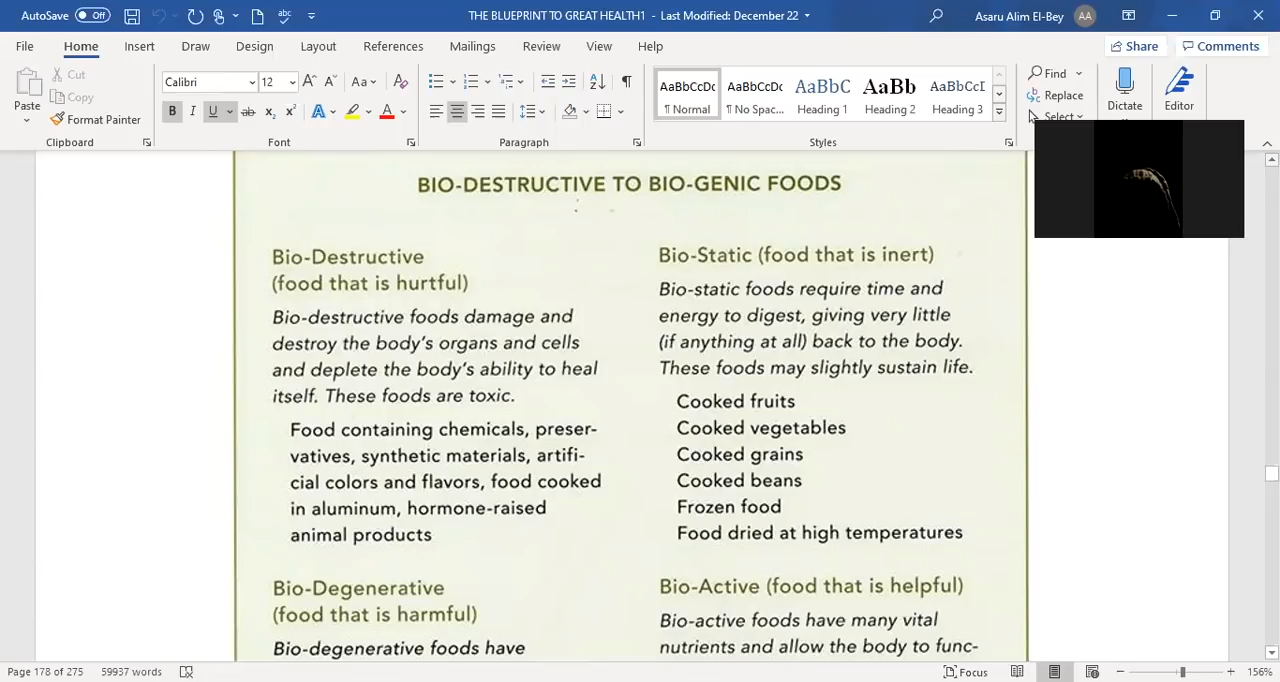 AutoSave Off
abc
THE BLUEPRINT TO GREAT HEALTH1 - Last Modified: December 22
Asaru Alim El-Bey AA
File Home Insert Draw Design Layout References Mailings Review View Help
Share Comments
Paste
Cut
Copy
Format Painter
Clipboard
Calibri 12 A A Aa A
B I U ab x₂ x² A A
Font
Paragraph
AaBbCcDc AaBbCcDc AaBbC AaBb AaBbCcI
¶ Normal ¶ No Spac... Heading 1 Heading 2 Heading 3
Styles
Find
Replace
Select
Dictate
Editor
BIO-DESTRUCTIVE TO BIO-GENIC FOODS
Bio-Destructive
(food that is hurtful)
Bio-destructive foods damage and
destroy the body's organs and cells
and deplete the body's ability to heal
itself. These foods are toxic.
Food containing chemicals, preser-
vatives, synthetic materials, artifi-
cial colors and flavors, food cooked
in aluminum, hormone-raised
animal products
Bio-Degenerative
(food that is harmful)
Bio-degenerative foods have
Bio-Static (food that is inert)
Bio-static foods require time and
energy to digest, giving very little
(if anything at all) back to the body.
These foods may slightly sustain life.
Cooked fruits
Cooked vegetables
Cooked grains
Cooked beans
Frozen food
Food dried at high temperatures
Bio-Active (food that is helpful)
Bio-active foods have many vital
nutrients and allow the body to func-
Page 178 of 275 59937 words
Focus
156%